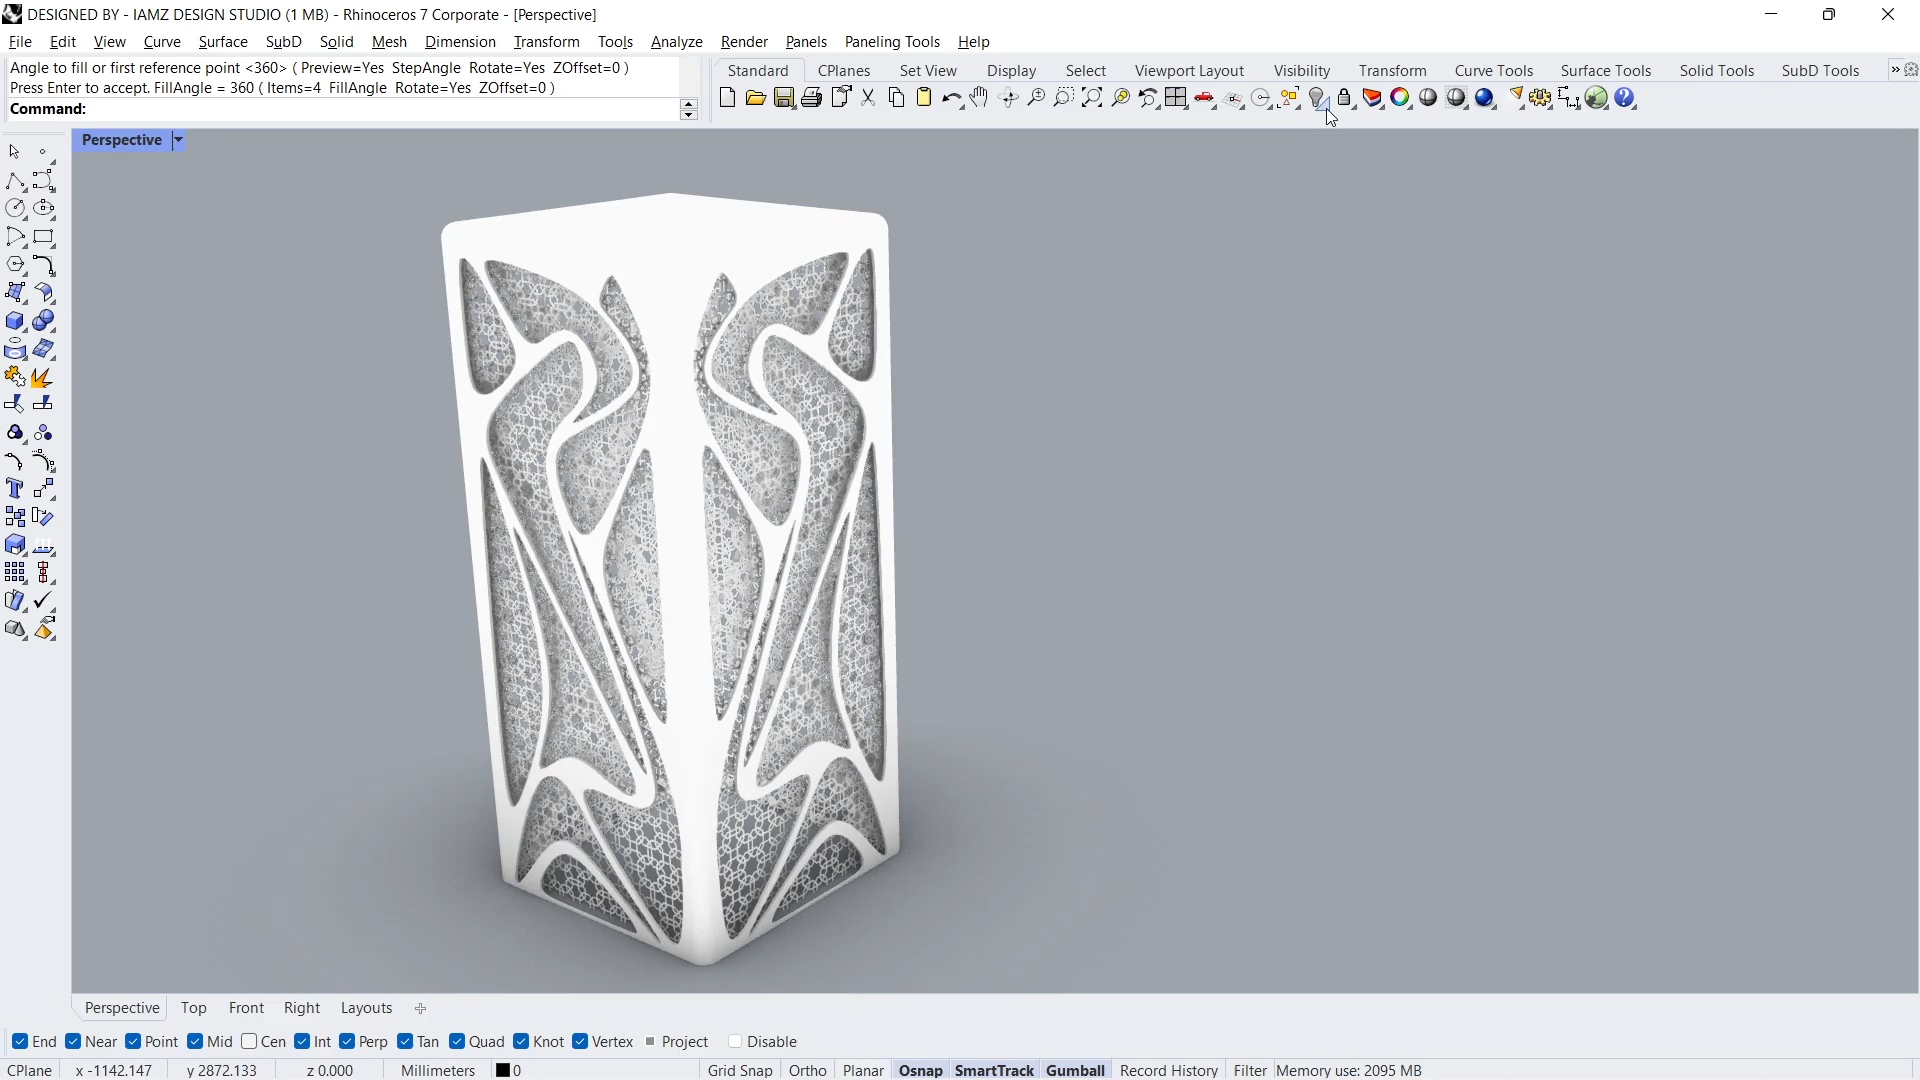 DESIGNED BY - IAMZ DESIGN STUDIO (1 MB) - Rhinoceros 7 Corporate - [Perspective]
File Edit View Curve Surface SubD Solid Mesh Dimension Transform Tools Analyze Render Panels Paneling Tools Help
Angle to fill or first reference point <360> ( Preview=Yes StepAngle Rotate=Yes ZOffset=0 )
Press Enter to accept. FillAngle = 360 ( Items=4 FillAngle Rotate=Yes ZOffset=0 )
Command:
Standard CPlanes Set View Display Select Viewport Layout Visibility Transform Curve Tools Surface Tools Solid Tools SubD Tools »
Perspective
Perspective Top Front Right Layouts
End Near Point Mid Cen Int Perp Tan Quad Knot Vertex Project Disable
CPlane x -1142.147 y 2872.133 z 0.000 Millimeters 0 Grid Snap Ortho Planar Osnap SmartTrack Gumball Record History Filter Memory use: 2095 MB